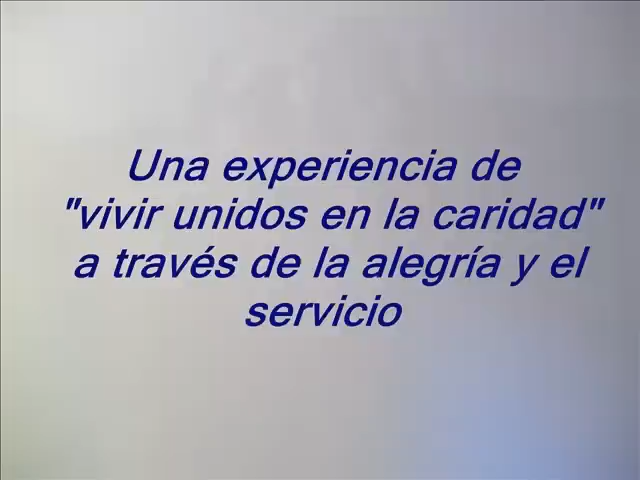 Una experiencia de
"vivir unidos en la caridad"
a través de la alegría y el
servicio